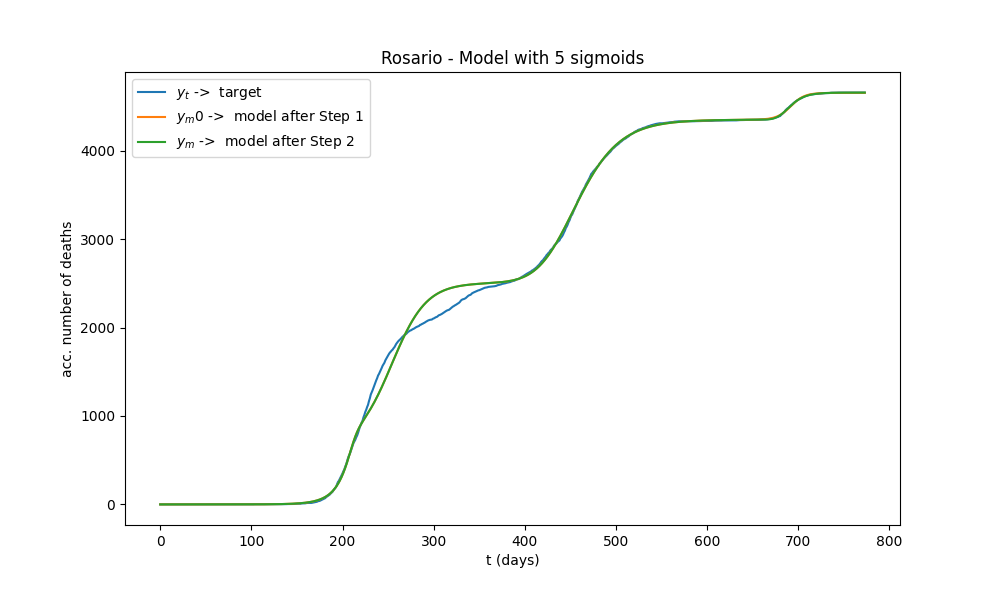 Rosario - Model with 5 sigmoids
y_t -> target
y_m0 -> model after Step 1
y_m -> model after Step 2
acc. number of deaths
4000
3000
2000
1000
0
0 100 200 300 400 500 600 700 800
t (days)